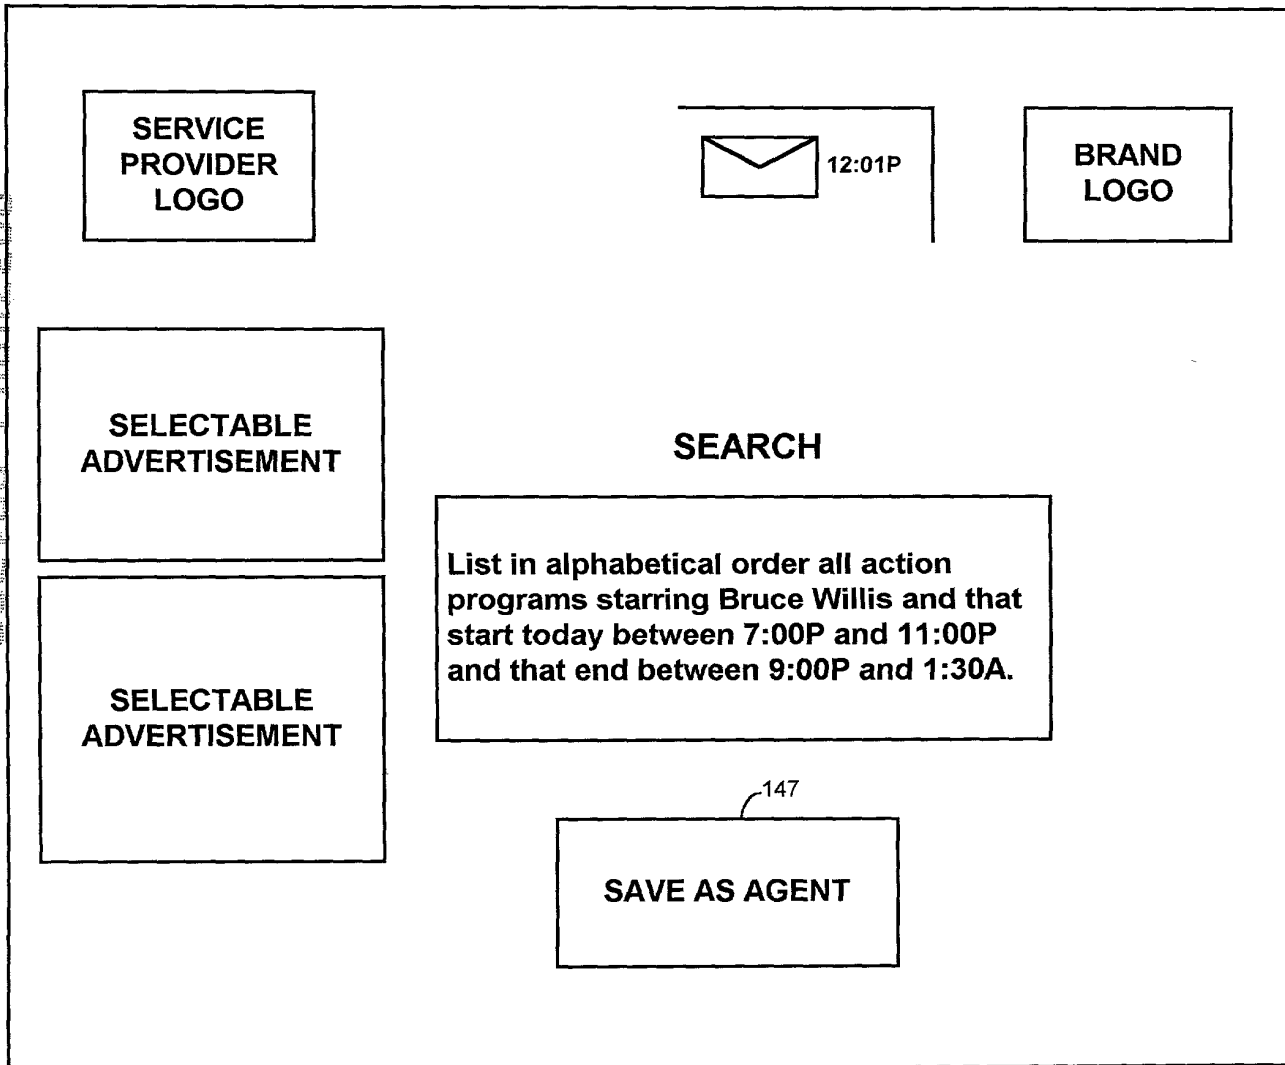 SERVICE
PROVIDER
LOGO
12:01P
BRAND
LOGO
SELECTABLE
ADVERTISEMENT
SEARCH
List in alphabetical order all action
programs starring Bruce Willis and that
start today between 7:00P and 11:00P
and that end between 9:00P and 1:30A.
SELECTABLE
ADVERTISEMENT
147
SAVE AS AGENT